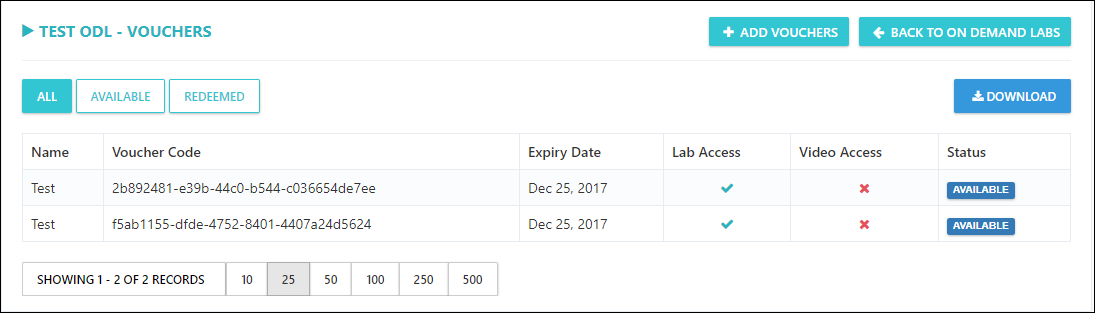 TEST ODL - VOUCHERS
ADD VOUCHERS
BACK TO ON DEMAND LABS
ALL AVAILABLE REDEEMED
DOWNLOAD
Name Voucher Code Expiry Date Lab Access Video Access Status
Test 2b892481-e39b-44c0-b544-c036654de7ee Dec 25, 2017 AVAILABLE
Test f5ab1155-dfde-4752-8401-4407a24d5624 Dec 25, 2017 AVAILABLE
SHOWING 1 - 2 OF 2 RECORDS 10 25 50 100 250 500